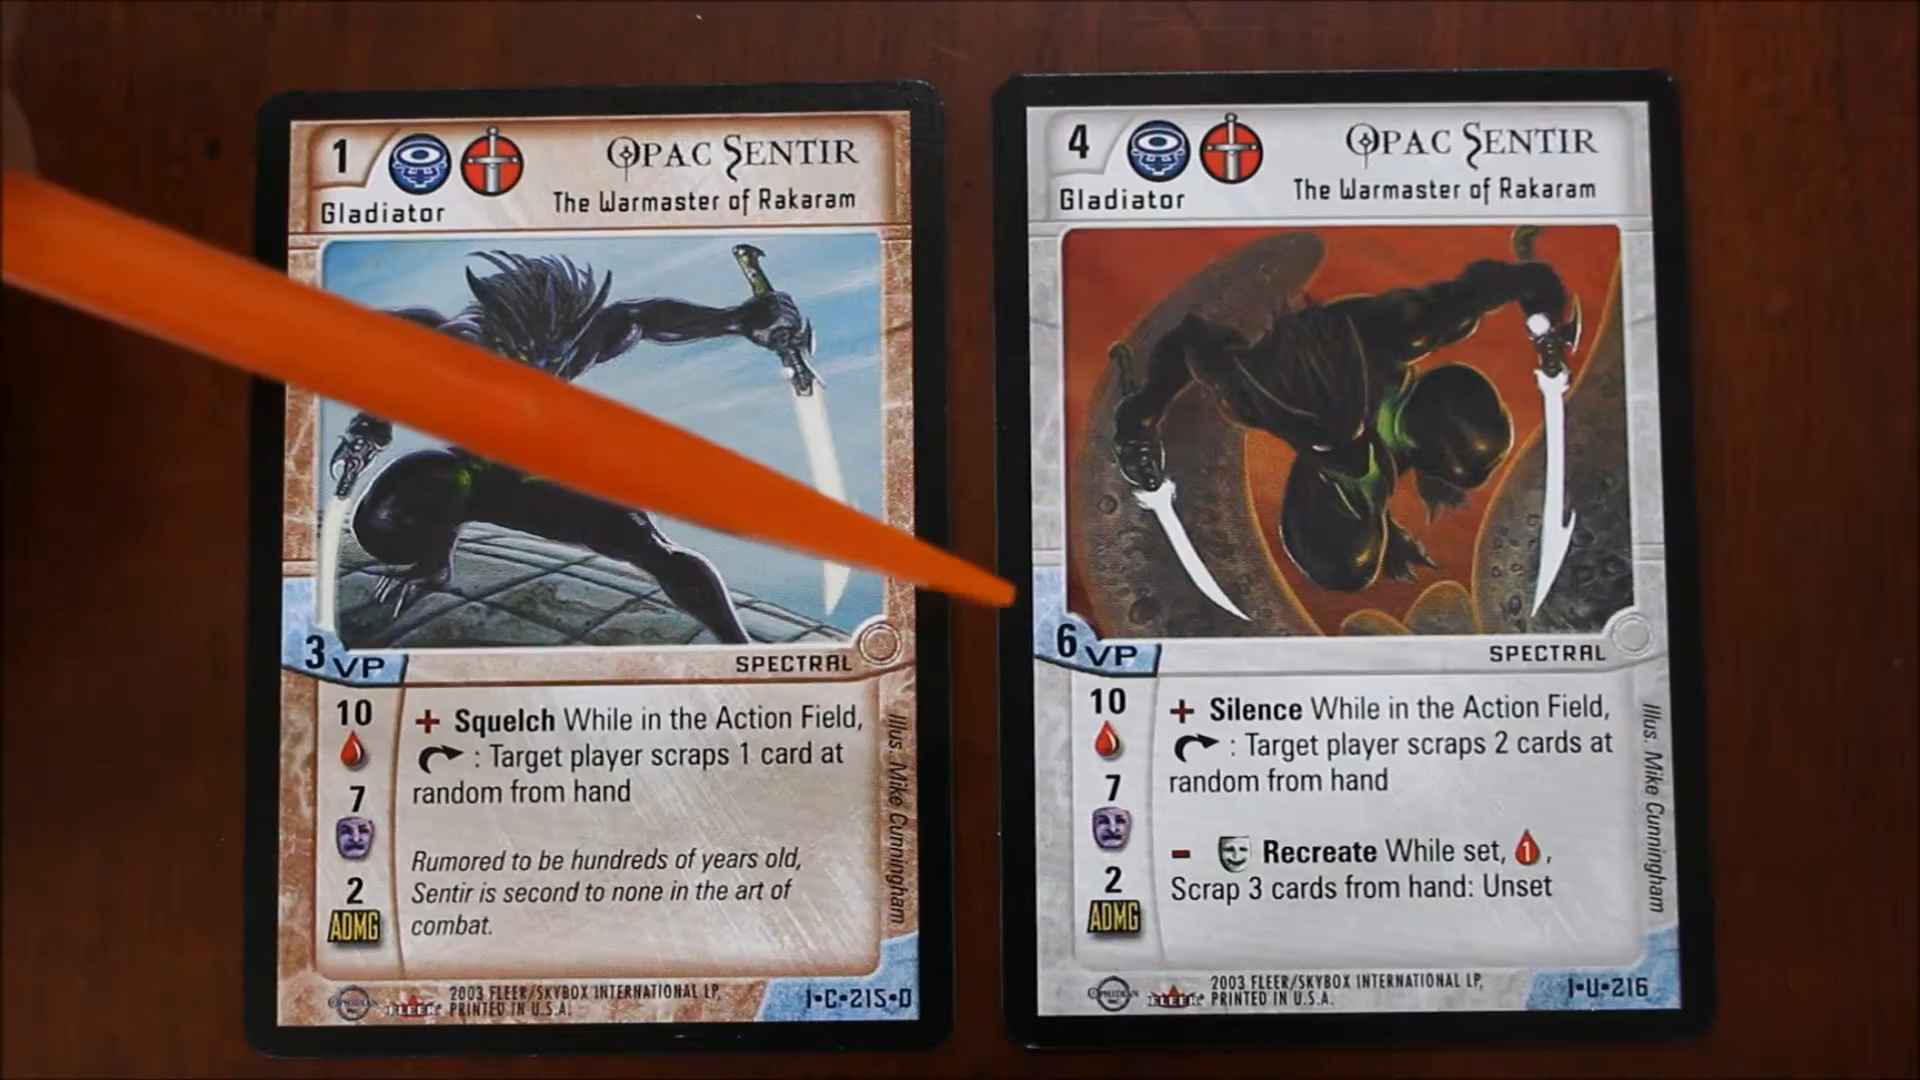 1
OPAC SENTIR
Gladiator
The Warmaster of Rakaram
3 VP
SPECTRAL
10
7
2
ADMG
+ Squelch While in the Action Field,
: Target player scraps 1 card at
random from hand
Rumored to be hundreds of years old,
Sentir is second to none in the art of
combat.
Illus. Mike Cunningham
FLEER
2003 FLEER/SKYBOX INTERNATIONAL LP,
PRINTED IN U.S.A.
1•C•215•D
4
OPAC SENTIR
Gladiator
The Warmaster of Rakaram
6 VP
SPECTRAL
10
7
2
ADMG
+ Silence While in the Action Field,
: Target player scraps 2 cards at
random from hand
- Recreate While set, 1,
Scrap 3 cards from hand: Unset
Illus. Mike Cunningham
FLEER
2003 FLEER/SKYBOX INTERNATIONAL LP,
PRINTED IN U.S.A.
1•U•216